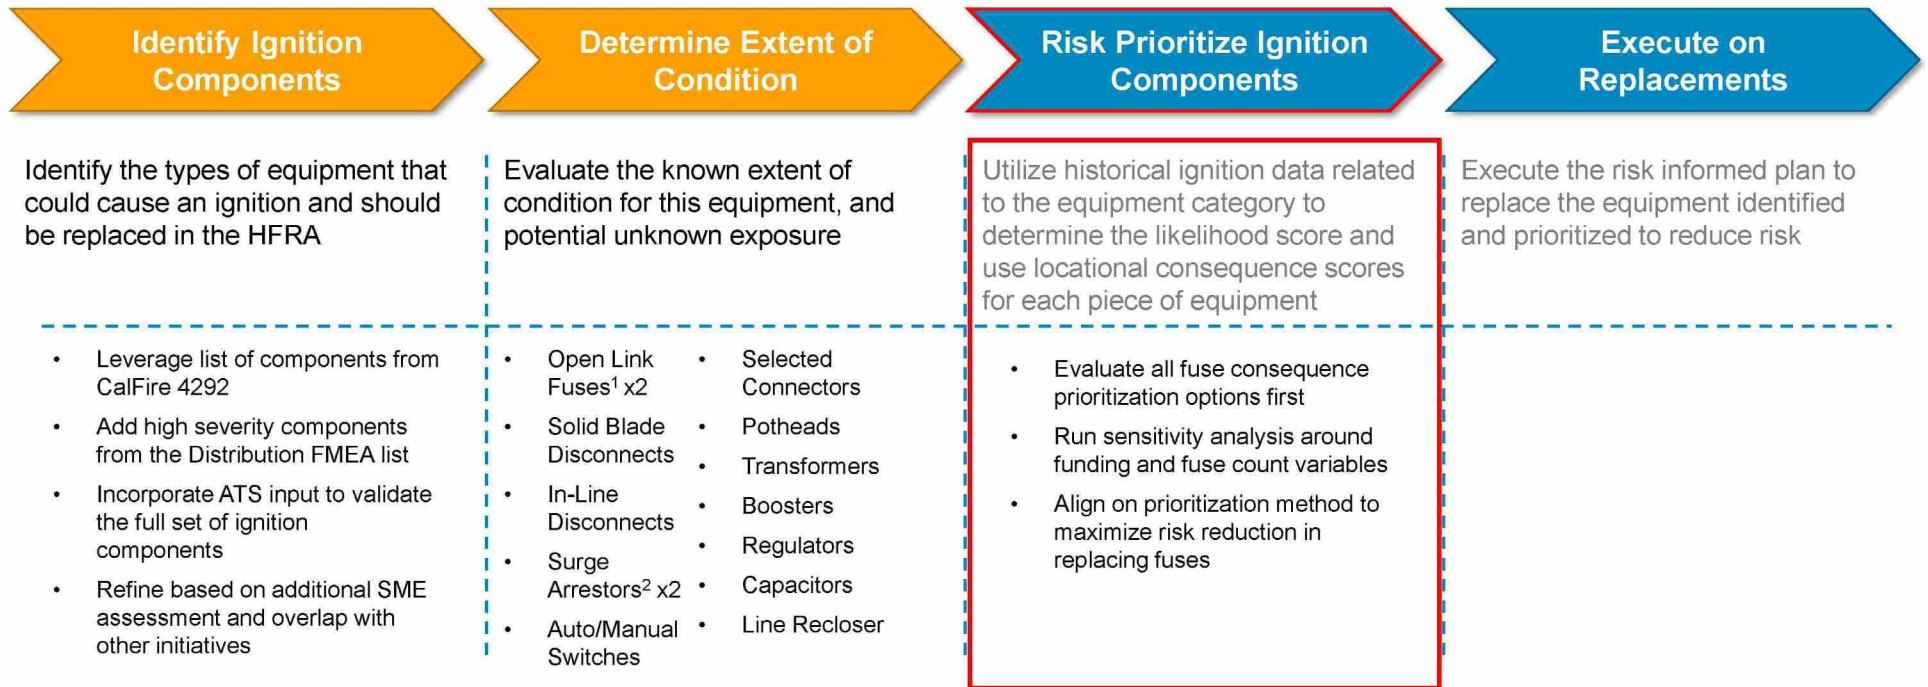 Identify Ignition
Components
Determine Extent of
Condition
Risk Prioritize Ignition
Components
Execute on
Replacements
Identify the types of equipment that
could cause an ignition and should
be replaced in the HFRA
Evaluate the known extent of
condition for this equipment, and
potential unknown exposure
Utilize historical ignition data related
to the equipment category to
determine the likelihood score and
use locational consequence scores
for each piece of equipment
Execute the risk informed plan to
replace the equipment identified
and prioritized to reduce risk
• Leverage list of components from
CalFire 4292
• Add high severity components
from the Distribution FMEA list
• Incorporate ATS input to validate
the full set of ignition
components
• Refine based on additional SME
assessment and overlap with
other initiatives
• Open Link
Fuses¹ x2
• Solid Blade
Disconnects
• In-Line
Disconnects
• Surge
Arrestors² x2
• Auto/Manual
Switches
• Selected
Connectors
• Potheads
• Transformers
• Boosters
• Regulators
• Capacitors
• Line Recloser
• Evaluate all fuse consequence
prioritization options first
• Run sensitivity analysis around
funding and fuse count variables
• Align on prioritization method to
maximize risk reduction in
replacing fuses